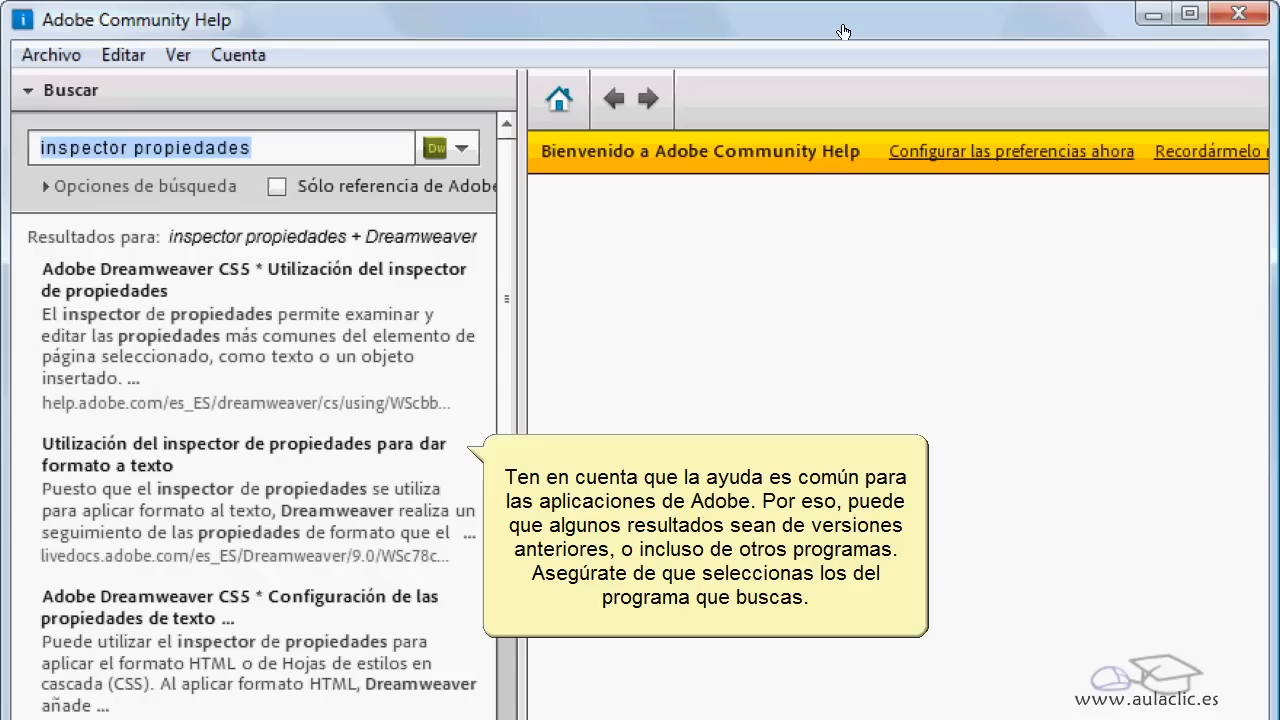 Adobe Community Help
Archivo Editar Ver Cuenta
Buscar
inspector propiedades Dw
Opciones de búsqueda Sólo referencia de Adobe
Resultados para: inspector propiedades + Dreamweaver
Adobe Dreamweaver CS5 * Utilización del inspector
de propiedades
El inspector de propiedades permite examinar y
editar las propiedades más comunes del elemento de
página seleccionado, como texto o un objeto
insertado. ...
help.adobe.com/es_ES/dreamweaver/cs/using/WScbb...
Utilización del inspector de propiedades para dar
formato a texto
Puesto que el inspector de propiedades se utiliza
para aplicar formato al texto, Dreamweaver realiza un
seguimiento de las propiedades de formato que el ...
livedocs.adobe.com/es_ES/Dreamweaver/9.0/WSc78c...
Adobe Dreamweaver CS5 * Configuración de las
propiedades de texto ...
Puede utilizar el inspector de propiedades para
aplicar el formato HTML o de Hojas de estilos en
cascada (CSS). Al aplicar formato HTML, Dreamweaver
añade ...
Bienvenido a Adobe Community Help Configurar las preferencias ahora Recordármelo
Ten en cuenta que la ayuda es común para
las aplicaciones de Adobe. Por eso, puede
que algunos resultados sean de versiones
anteriores, o incluso de otros programas.
Asegúrate de que seleccionas los del
programa que buscas.
www.aulaclic.es